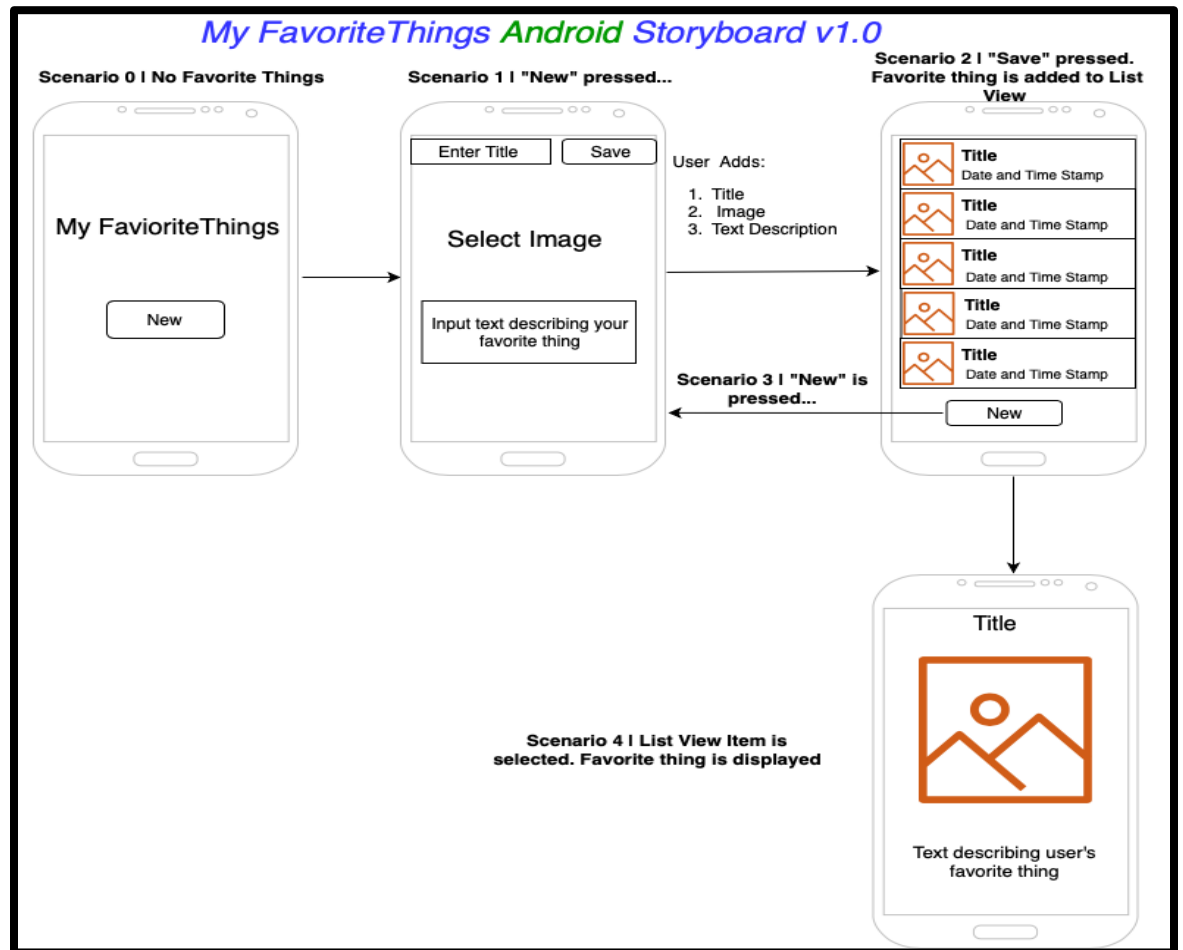 My FavoriteThings Android Storyboard v1.0
Scenario 0 I No Favorite Things
Scenario 1 I "New" pressed...
Scenario 2 I "Save" pressed.
Favorite thing is added to List
View
My FavioriteThings
New
Enter Title
Save
Select Image
Input text describing your
favorite thing
User Adds:
1. Title
2. Image
3. Text Description
Title
Date and Time Stamp
Title
Date and Time Stamp
Title
Date and Time Stamp
Title
Date and Time Stamp
Title
Date and Time Stamp
New
Scenario 3 I "New" is
pressed...
Scenario 4 I List View Item is
selected. Favorite thing is displayed
Title
Text describing user's
favorite thing